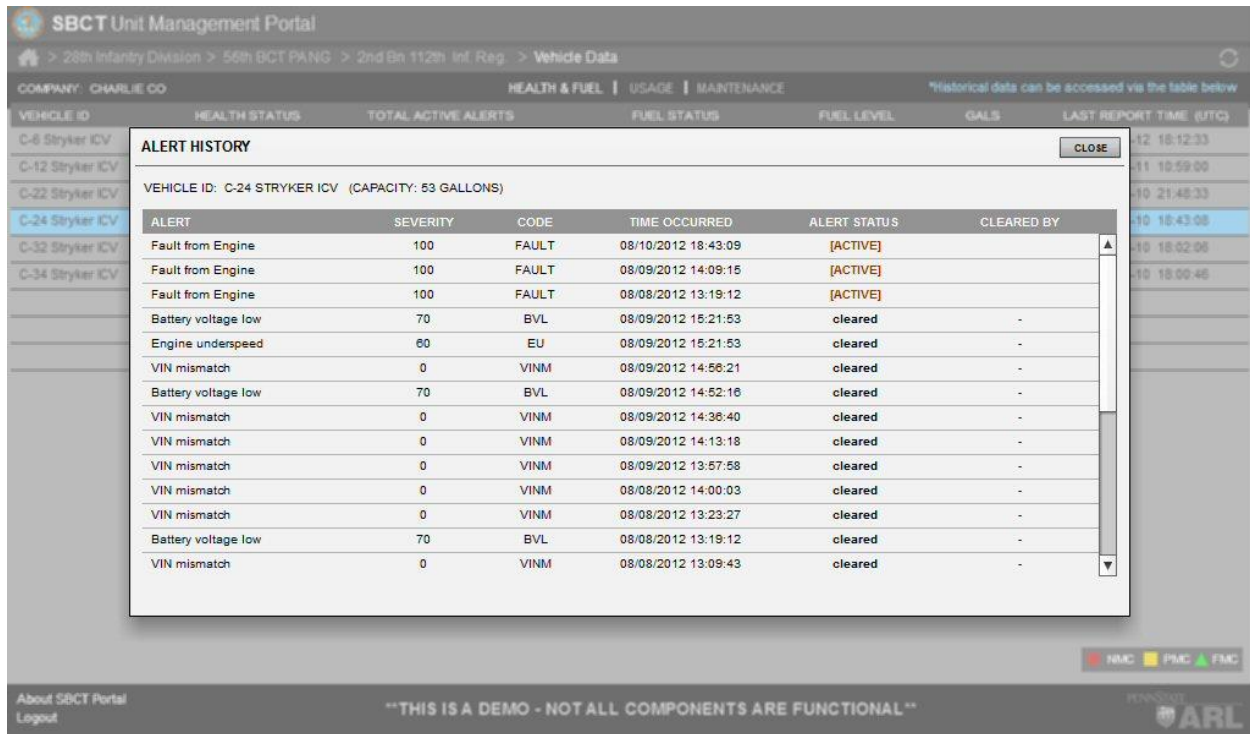 SBCT Unit Management Portal
> 28th Infantry Division > 56th BCT PANG > 2nd Bn 112th Inf. Reg. > Vehicle Data
COMPANY: CHARLIE CO HEALTH & FUEL | USAGE | MAINTENANCE *Historical data can be accessed via the table below
VEHICLE ID HEALTH STATUS TOTAL ACTIVE ALERTS FUEL STATUS FUEL LEVEL GALS LAST REPORT TIME (UTC)
C-6 Stryker ICV -12 18:12:33
ALERT HISTORY CLOSE
C-12 Stryker ICV -11 10:59:00
VEHICLE ID: C-24 STRYKER ICV (CAPACITY: 53 GALLONS)
C-22 Stryker ICV -10 21:48:33
C-24 Stryker ICV -10 18:43:08
ALERT SEVERITY CODE TIME OCCURRED ALERT STATUS CLEARED BY
C-32 Stryker ICV -10 18:02:06
Fault from Engine 100 FAULT 08/10/2012 18:43:09 [ACTIVE]
C-34 Stryker ICV -10 18:00:46
Fault from Engine 100 FAULT 08/09/2012 14:09:15 [ACTIVE]
Fault from Engine 100 FAULT 08/08/2012 13:19:12 [ACTIVE]
Battery voltage low 70 BVL 08/09/2012 15:21:53 cleared -
Engine underspeed 60 EU 08/09/2012 15:21:53 cleared -
VIN mismatch 0 VINM 08/09/2012 14:56:21 cleared -
Battery voltage low 70 BVL 08/09/2012 14:52:16 cleared -
VIN mismatch 0 VINM 08/09/2012 14:36:40 cleared -
VIN mismatch 0 VINM 08/09/2012 14:13:18 cleared -
VIN mismatch 0 VINM 08/09/2012 13:57:58 cleared -
VIN mismatch 0 VINM 08/08/2012 14:00:03 cleared -
VIN mismatch 0 VINM 08/08/2012 13:23:27 cleared -
Battery voltage low 70 BVL 08/08/2012 13:19:12 cleared -
VIN mismatch 0 VINM 08/08/2012 13:09:43 cleared -
NMC PMC FMC
About SBCT Portal
Logout
**THIS IS A DEMO - NOT ALL COMPONENTS ARE FUNCTIONAL**
PENNSTATE
ARL